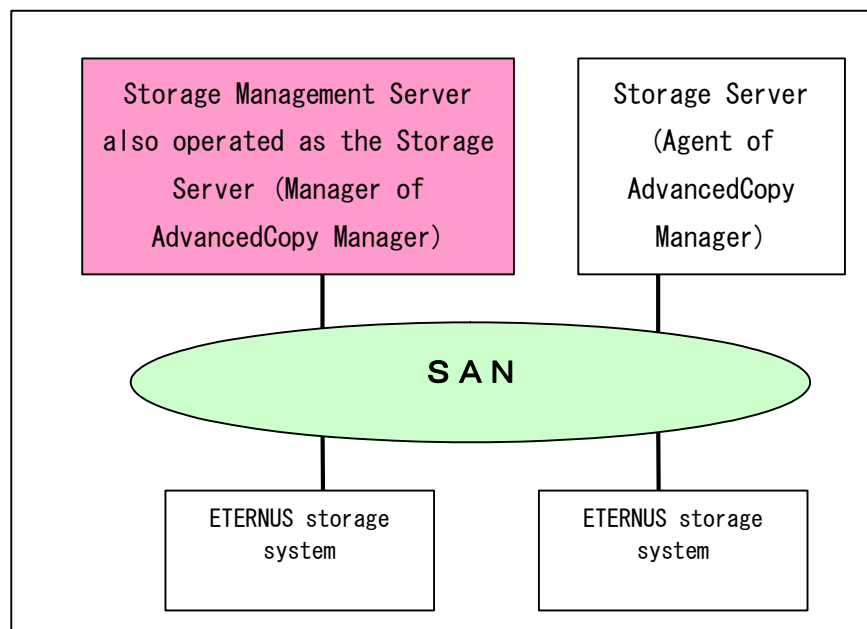 Storage Management Server
also operated as the Storage
Server (Manager of
AdvancedCopy Manager)
Storage Server
(Agent of
AdvancedCopy
Manager)
SAN
ETERNUS storage
system
ETERNUS storage
system